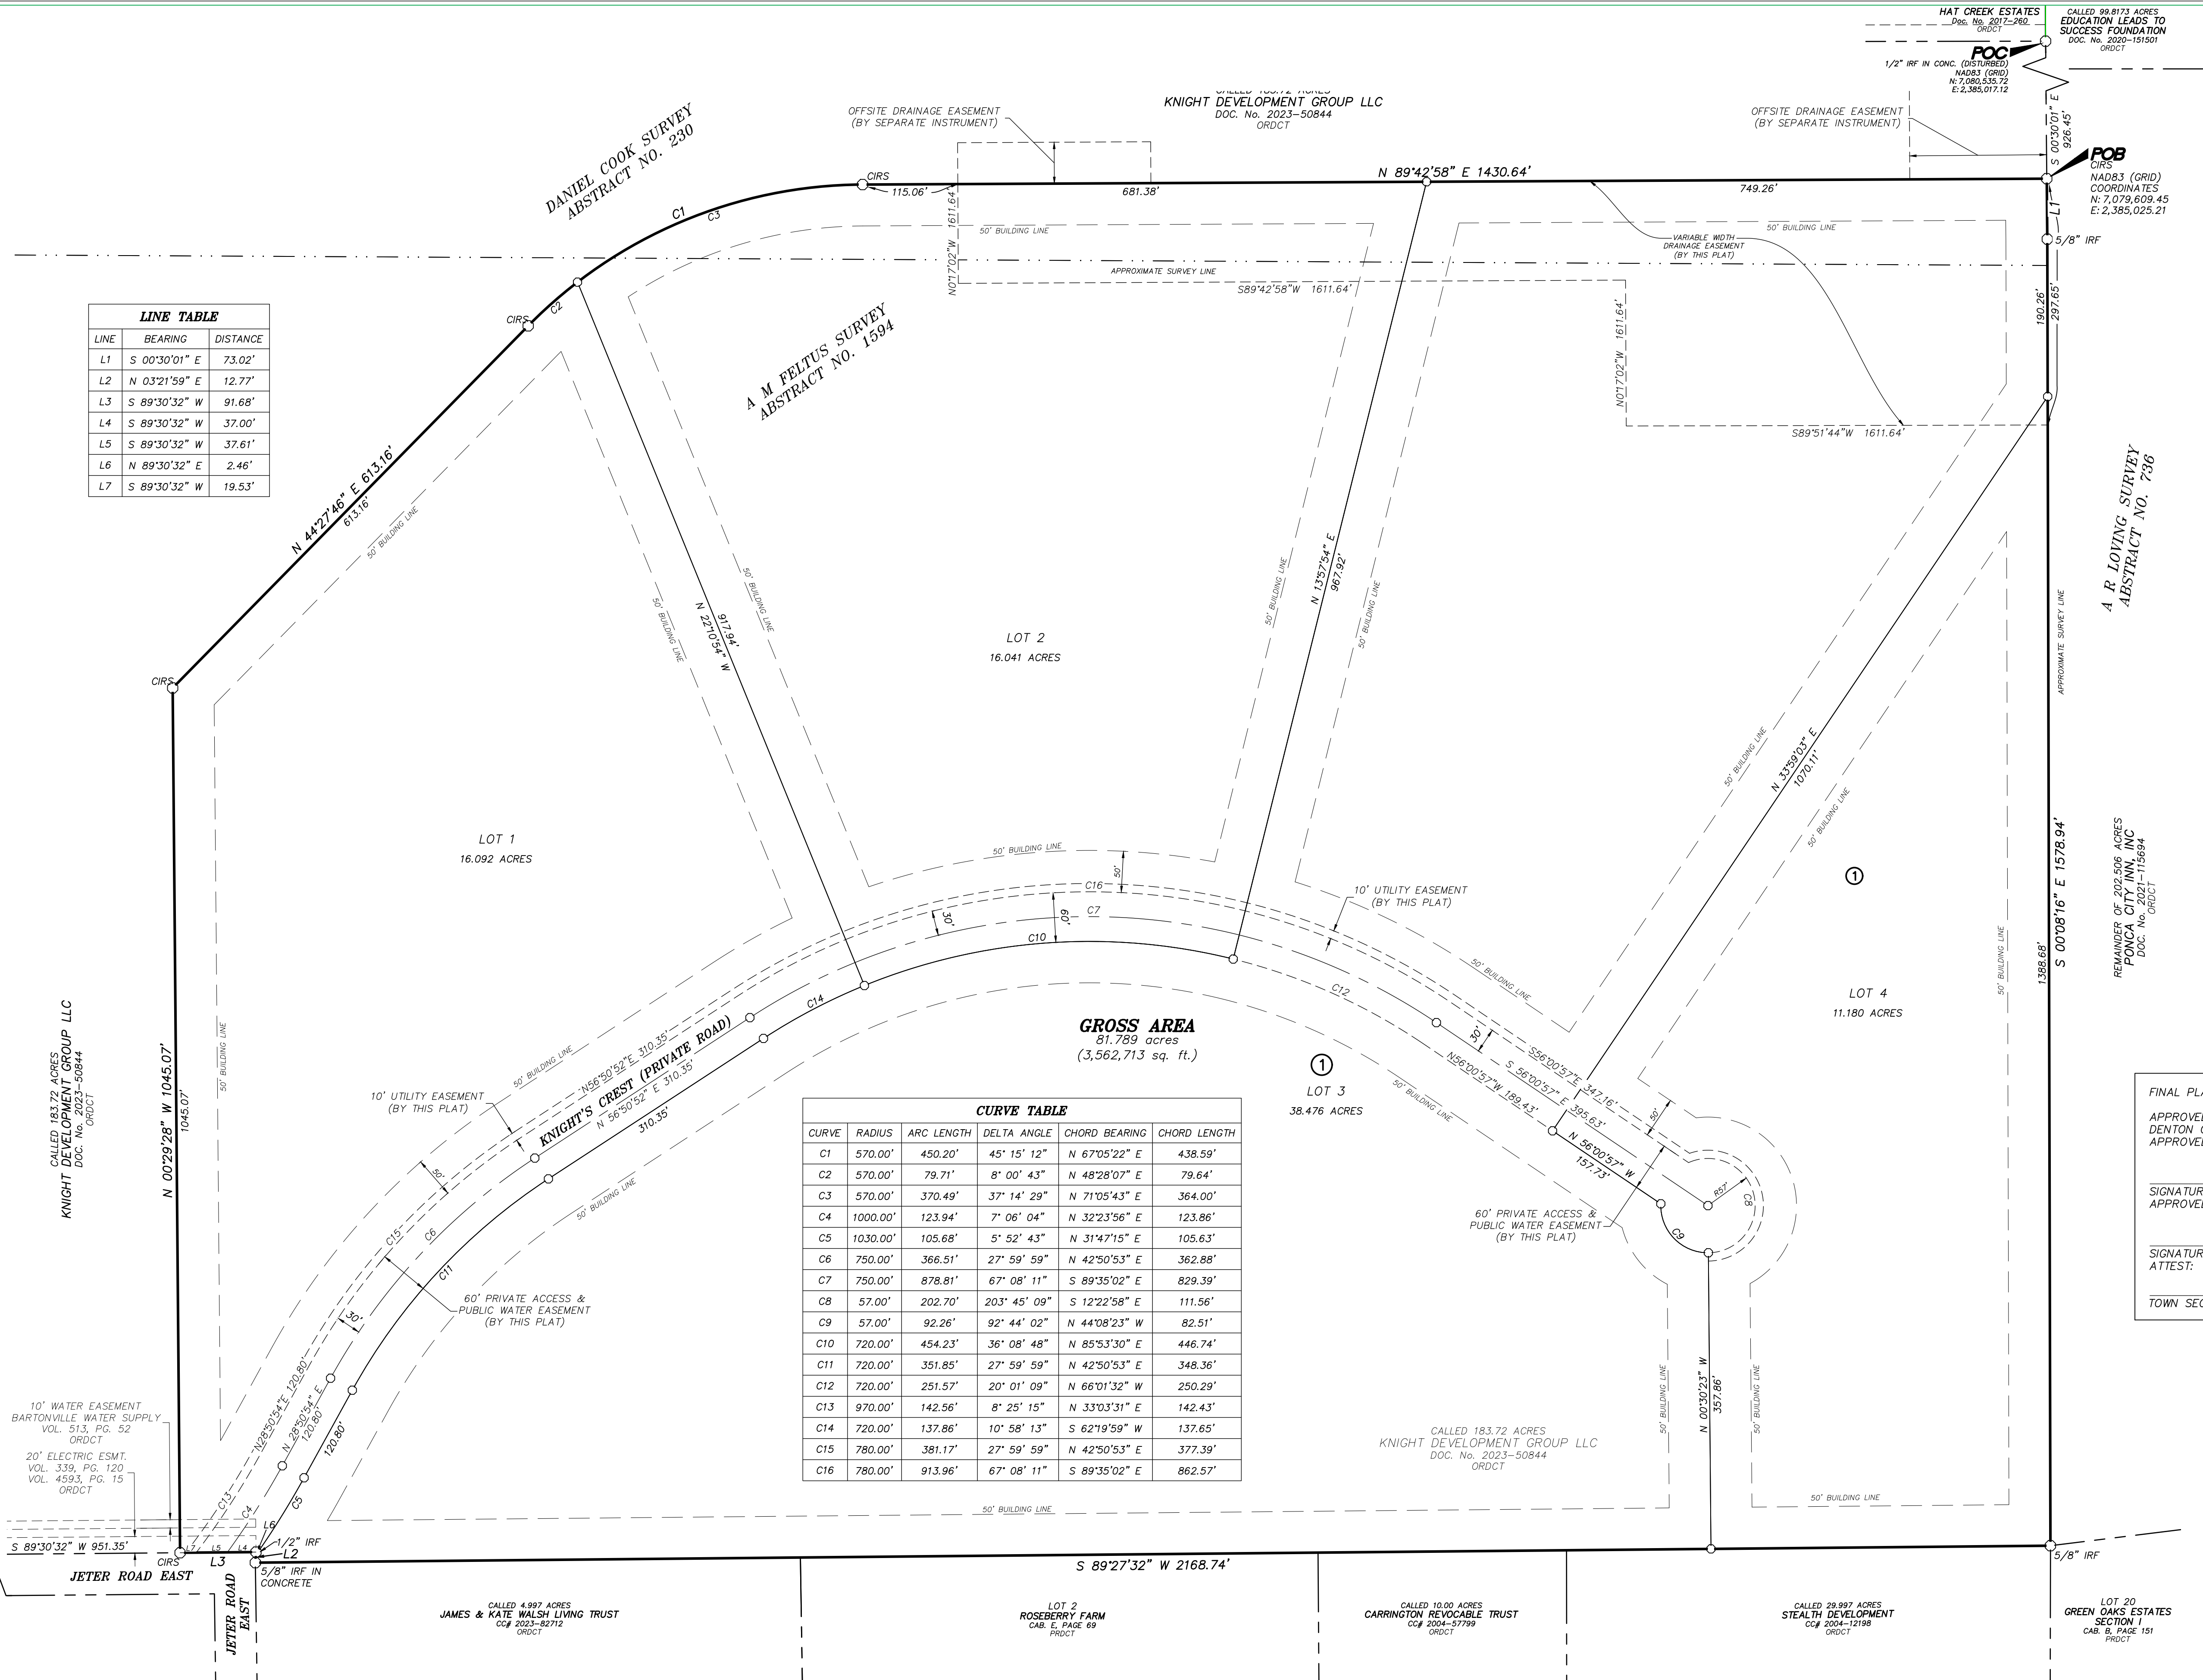 HAT CREEK ESTATES
Doc. No. 2017-260
ORDCT
CALLED 99.8173 ACRES
EDUCATION LEADS TO
SUCCESS FOUNDATION
DOC. No. 2020-151501
ORDCT
POC
1/2" IRF IN CONC. (DISTURBED)
NAD83 (GRID)
N: 7,080,535.72
E: 2,385,017.12
S 00°30'01" E
926.45'
POB
CIRS
NAD83 (GRID)
COORDINATES
N: 7,079,609.45
E: 2,385,025.21
KNIGHT DEVELOPMENT GROUP LLC
DOC. No. 2023-50844
ORDCT
OFFSITE DRAINAGE EASEMENT
(BY SEPARATE INSTRUMENT)
OFFSITE DRAINAGE EASEMENT
(BY SEPARATE INSTRUMENT)
DANIEL COOK SURVEY
ABSTRACT NO. 230
CIRS
115.06'
681.38'
N 89°42'58" E 1430.64'
749.26'
L1
5/8" IRF
C1
C3
50' BUILDING LINE
50' BUILDING LINE
VARIABLE WIDTH
DRAINAGE EASEMENT
(BY THIS PLAT)
N0°17'02"W 1611.64'
APPROXIMATE SURVEY LINE
S89°42'58"W 1611.64'
N0°17'02"W 1611.64'
S89°51'44"W 1611.64'
190.26'
297.65'
CIRS
C2
A M FELTUS SURVEY
ABSTRACT NO. 1594
LINE TABLE
LINE BEARING DISTANCE
L1 S 00°30'01" E 73.02'
L2 N 03°21'59" E 12.77'
L3 S 89°30'32" W 91.68'
L4 S 89°30'32" W 37.00'
L5 S 89°30'32" W 37.61'
L6 N 89°30'32" E 2.46'
L7 S 89°30'32" W 19.53'
N 44°27'46" E 613.16'
613.16'
50' BUILDING LINE
A R LOVING SURVEY
ABSTRACT NO. 736
APPROXIMATE SURVEY LINE
50' BUILDING LINE
50' BUILDING LINE
917.94'
N 22°10'54" W
LOT 2
16.041 ACRES
50' BUILDING LINE
N 13°57'54" E
967.92'
50' BUILDING LINE
50' BUILDING LINE
N 33°59'03" E
1070.11'
50' BUILDING LINE
CIRS
LOT 1
16.092 ACRES
50' BUILDING LINE
50'
C16
C7
30'
60'
C10
10' UTILITY EASEMENT
(BY THIS PLAT)
1
50' BUILDING LINE
1388.68'
S 00°08'16" E 1578.94'
REMAINDER OF 202.506 ACRES
PONCA CITY INN, INC
DOC. No. 2021-115694
ORDCT
LOT 4
11.180 ACRES
50' BUILDING LINE
C12
C14
GROSS AREA
81.789 acres
(3,562,713 sq. ft.)
1
LOT 3
38.476 ACRES
30'
S56°00'57"E 347.16'
S 56°00'57" E 395.63'
N56°00'57"W 189.43'
50' BUILDING LINE
50'
N 56°00'57" W
157.73'
R57'
C8
C9
60' PRIVATE ACCESS &
PUBLIC WATER EASEMENT
(BY THIS PLAT)
CALLED 183.72 ACRES
KNIGHT DEVELOPMENT GROUP LLC
DOC. No. 2023-50844
ORDCT
N 00°29'28" W 1045.07'
1045.07'
50' BUILDING LINE
50' BUILDING LINE
10' UTILITY EASEMENT
(BY THIS PLAT)
N56°50'52"E 310.35'
KNIGHT'S CREST (PRIVATE ROAD)
N 56°50'52" E 310.35'
310.35'
50'
50' BUILDING LINE
C15
C6
C11
60' PRIVATE ACCESS &
PUBLIC WATER EASEMENT
(BY THIS PLAT)
30'
CURVE TABLE
CURVE RADIUS ARC LENGTH DELTA ANGLE CHORD BEARING CHORD LENGTH
C1 570.00' 450.20' 45° 15' 12" N 67°05'22" E 438.59'
C2 570.00' 79.71' 8° 00' 43" N 48°28'07" E 79.64'
C3 570.00' 370.49' 37° 14' 29" N 71°05'43" E 364.00'
C4 1000.00' 123.94' 7° 06' 04" N 32°23'56" E 123.86'
C5 1030.00' 105.68' 5° 52' 43" N 31°47'15" E 105.63'
C6 750.00' 366.51' 27° 59' 59" N 42°50'53" E 362.88'
C7 750.00' 878.81' 67° 08' 11" S 89°35'02" E 829.39'
C8 57.00' 202.70' 203° 45' 09" S 12°22'58" E 111.56'
C9 57.00' 92.26' 92° 44' 02" N 44°08'23" W 82.51'
C10 720.00' 454.23' 36° 08' 48" N 85°53'30" E 446.74'
C11 720.00' 351.85' 27° 59' 59" N 42°50'53" E 348.36'
C12 720.00' 251.57' 20° 01' 09" N 66°01'32" W 250.29'
C13 970.00' 142.56' 8° 25' 15" N 33°03'31" E 142.43'
C14 720.00' 137.86' 10° 58' 13" S 62°19'59" W 137.65'
C15 780.00' 381.17' 27° 59' 59" N 42°50'53" E 377.39'
C16 780.00' 913.96' 67° 08' 11" S 89°35'02" E 862.57'
FINAL PLA
APPROVE
DENTON C
APPROVE
SIGNATUR
APPROVE
SIGNATUR
ATTEST:
TOWN SEC
CALLED 183.72 ACRES
KNIGHT DEVELOPMENT GROUP LLC
DOC. No. 2023-50844
ORDCT
50' BUILDING LINE
N 00°30'23" W
357.86'
50' BUILDING LINE
50' BUILDING LINE
50' BUILDING LINE
N28°50'54"E 120.80'
N 28°50'54" E
120.80'
120.80'
C13
C4
C5
10' WATER EASEMENT
BARTONVILLE WATER SUPPLY
VOL. 513, PG. 52
ORDCT
20' ELECTRIC ESMT.
VOL. 339, PG. 120
VOL. 4593, PG. 15
ORDCT
S 89°30'32" W 951.35'
L6
L7
L5
L4
1/2" IRF
CIRS
L3
L2
5/8" IRF IN
CONCRETE
JETER ROAD EAST
JETER ROAD
EAST
S 89°27'32" W 2168.74'
5/8" IRF
CALLED 4.997 ACRES
JAMES & KATE WALSH LIVING TRUST
CC# 2023-82712
ORDCT
LOT 2
ROSEBERRY FARM
CAB. E, PAGE 69
PRDCT
CALLED 10.00 ACRES
CARRINGTON REVOCABLE TRUST
CC# 2004-57799
ORDCT
CALLED 29.997 ACRES
STEALTH DEVELOPMENT
CC# 2004-12198
ORDCT
LOT 20
GREEN OAKS ESTATES
SECTION I
CAB. B, PAGE 151
PRDCT